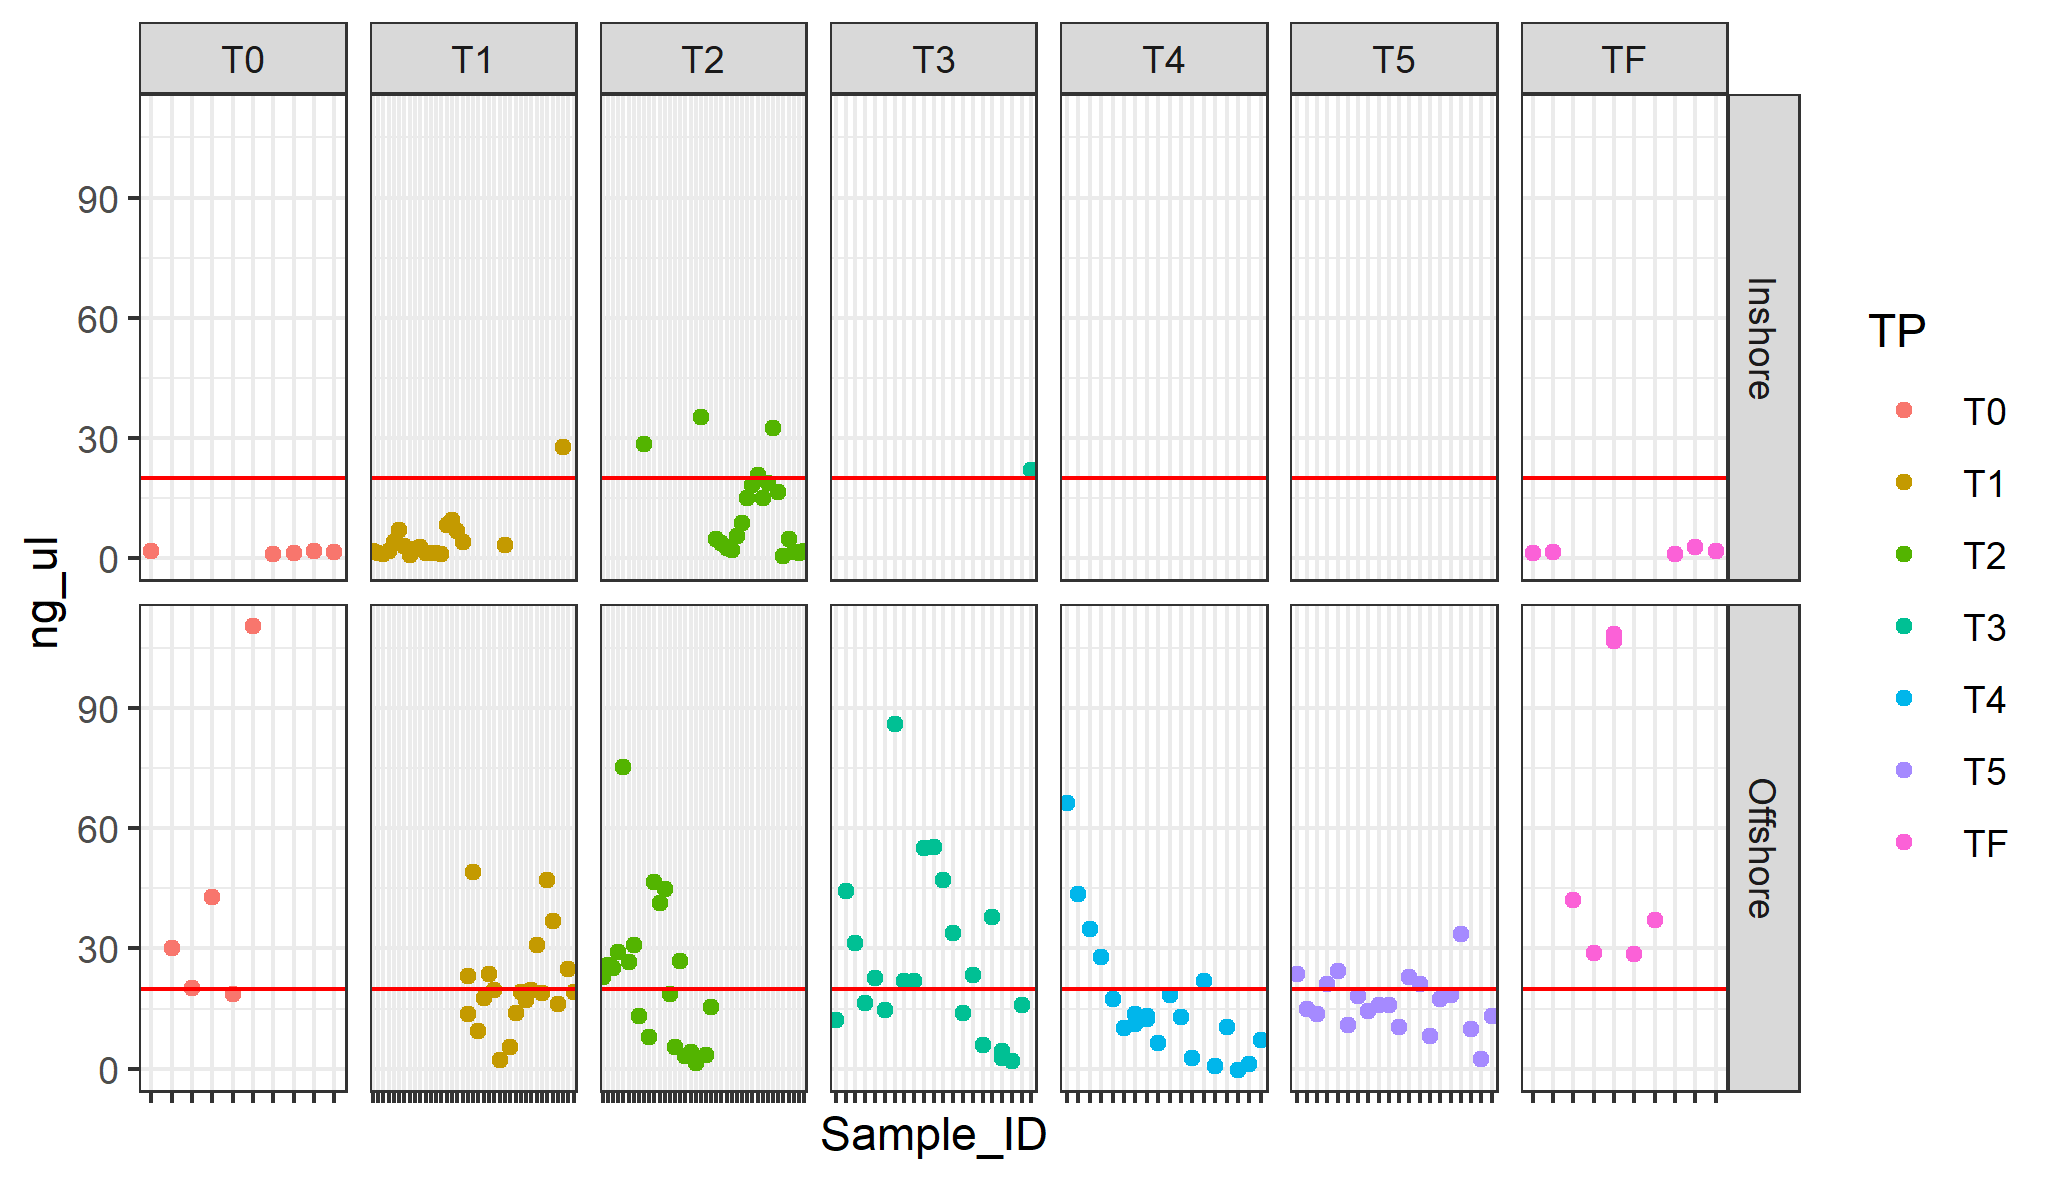 T0 T1 T2 T3 T4 T5 TF
90
60
30
0
Inshore
90
60
30
0
Offshore
ng_ul
Sample_ID
TP
T0
T1
T2
T3
T4
T5
TF